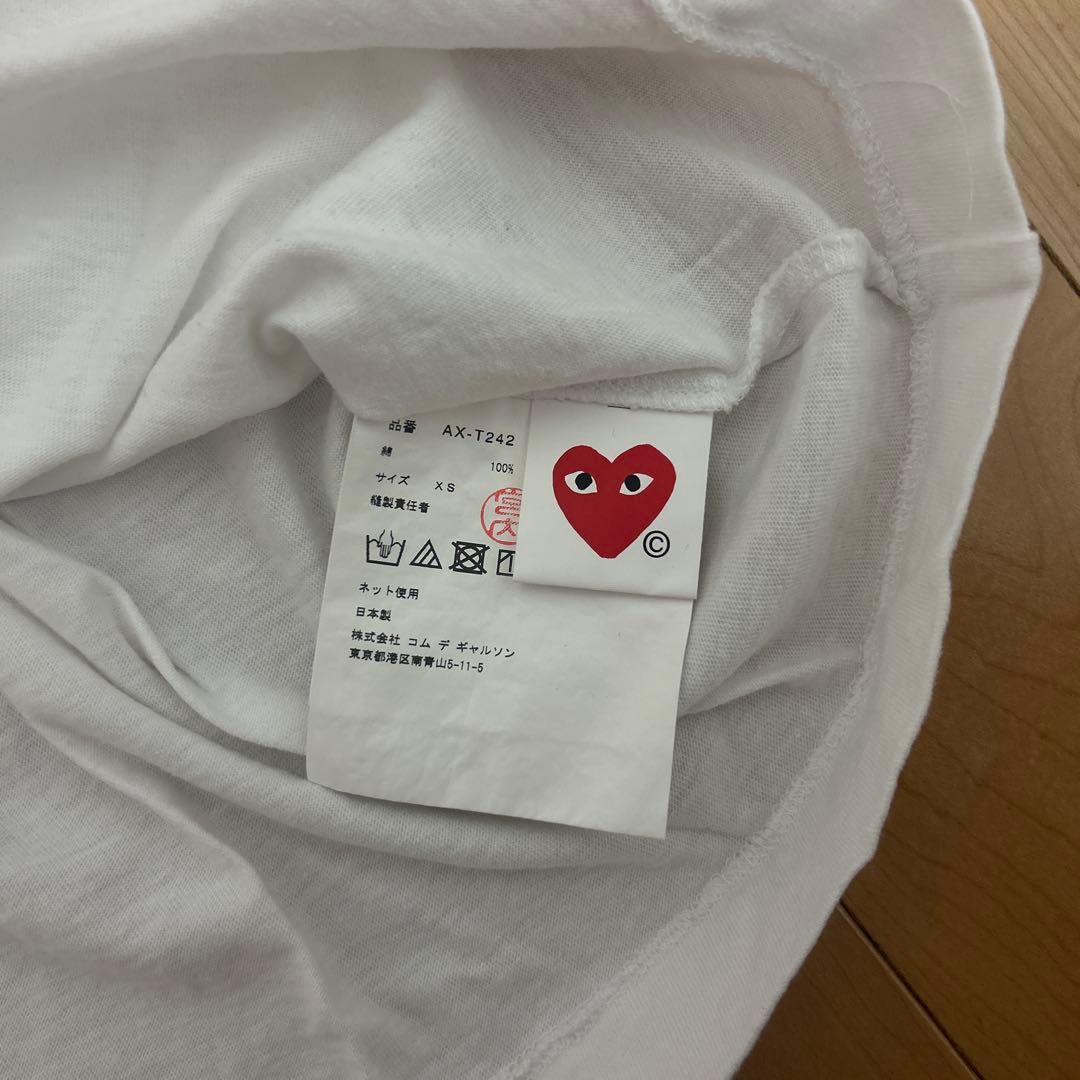 品番 AX-T242
綿 100%
サイズ XS
縫製責任者
ネット使用
日本製
株式会社 コム デ ギャルソン
東京都港区南青山5-11-5
©